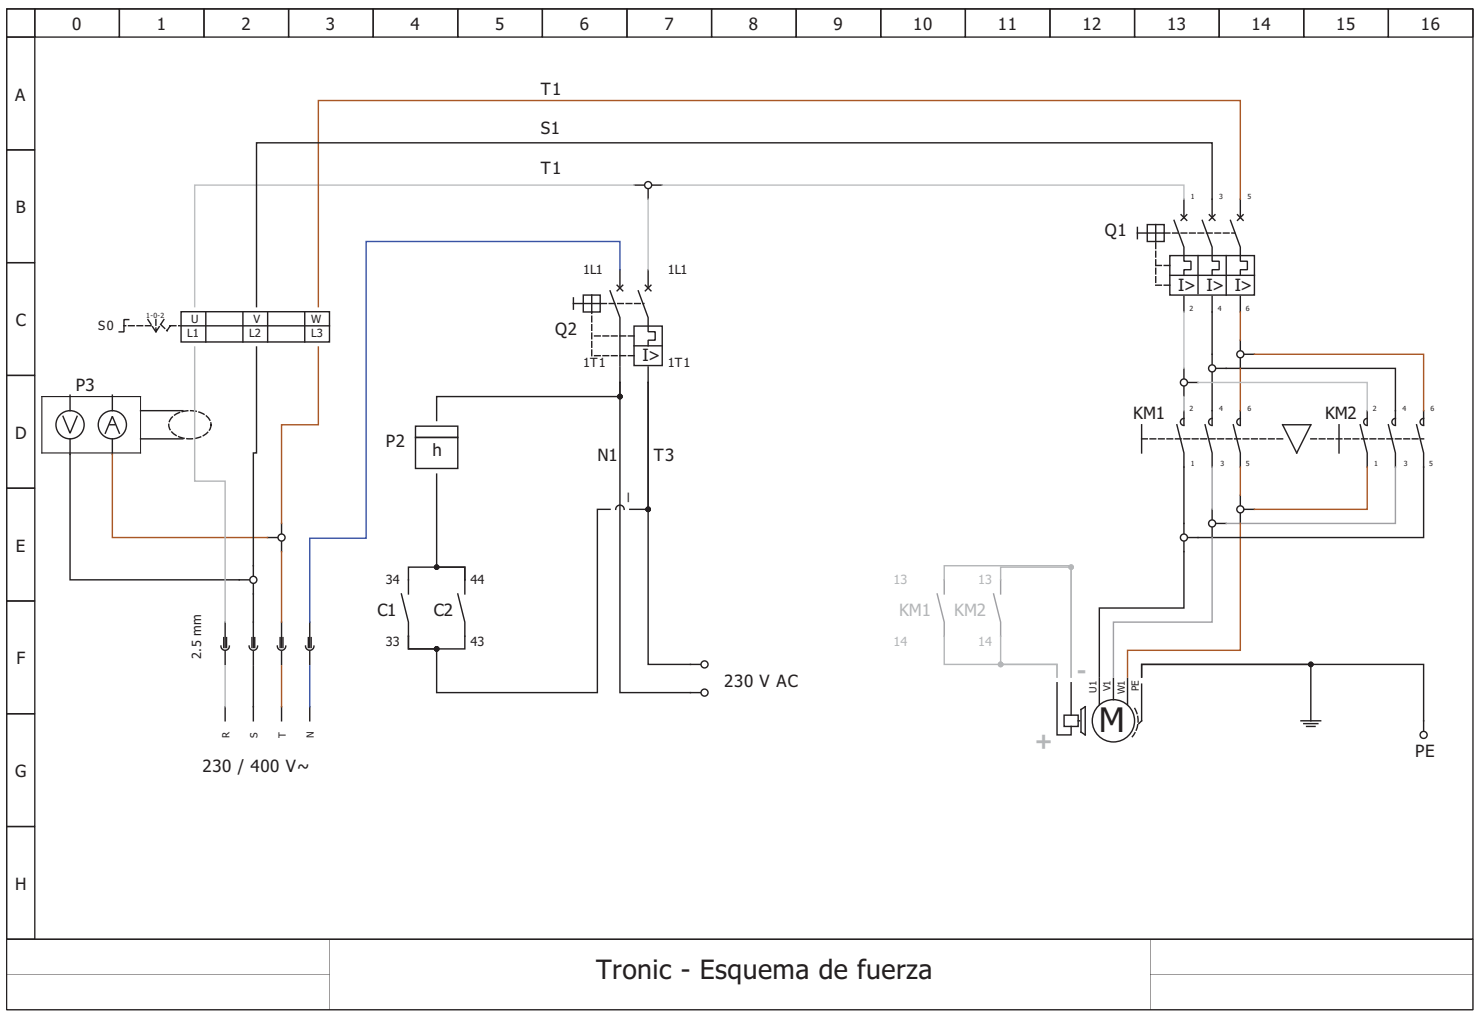 0 1 2 3 4 5 6 7 8 9 10 11 12 13 14 15 16
A
T1
S1
B
T1
1 3 5
Q1
C
1L1 1L1
I> I> I>
S0 1-0-2 U V W
L1 L2 L3
Q2
2 4 6
I>
1T1 1T1
D
P3
V A
P2
h
N1 T3
KM1 2 4 6
KM2 2 4 6
1 3 5
1 3 5
I
E
34 44
C1 C2
33 43
13 13
KM1 KM2
14 14
F
2.5 mm
230 V AC
-
U1 V1 W1 PE
M
+
PE
R S T N
G
230 / 400 V~
H
Tronic - Esquema de fuerza